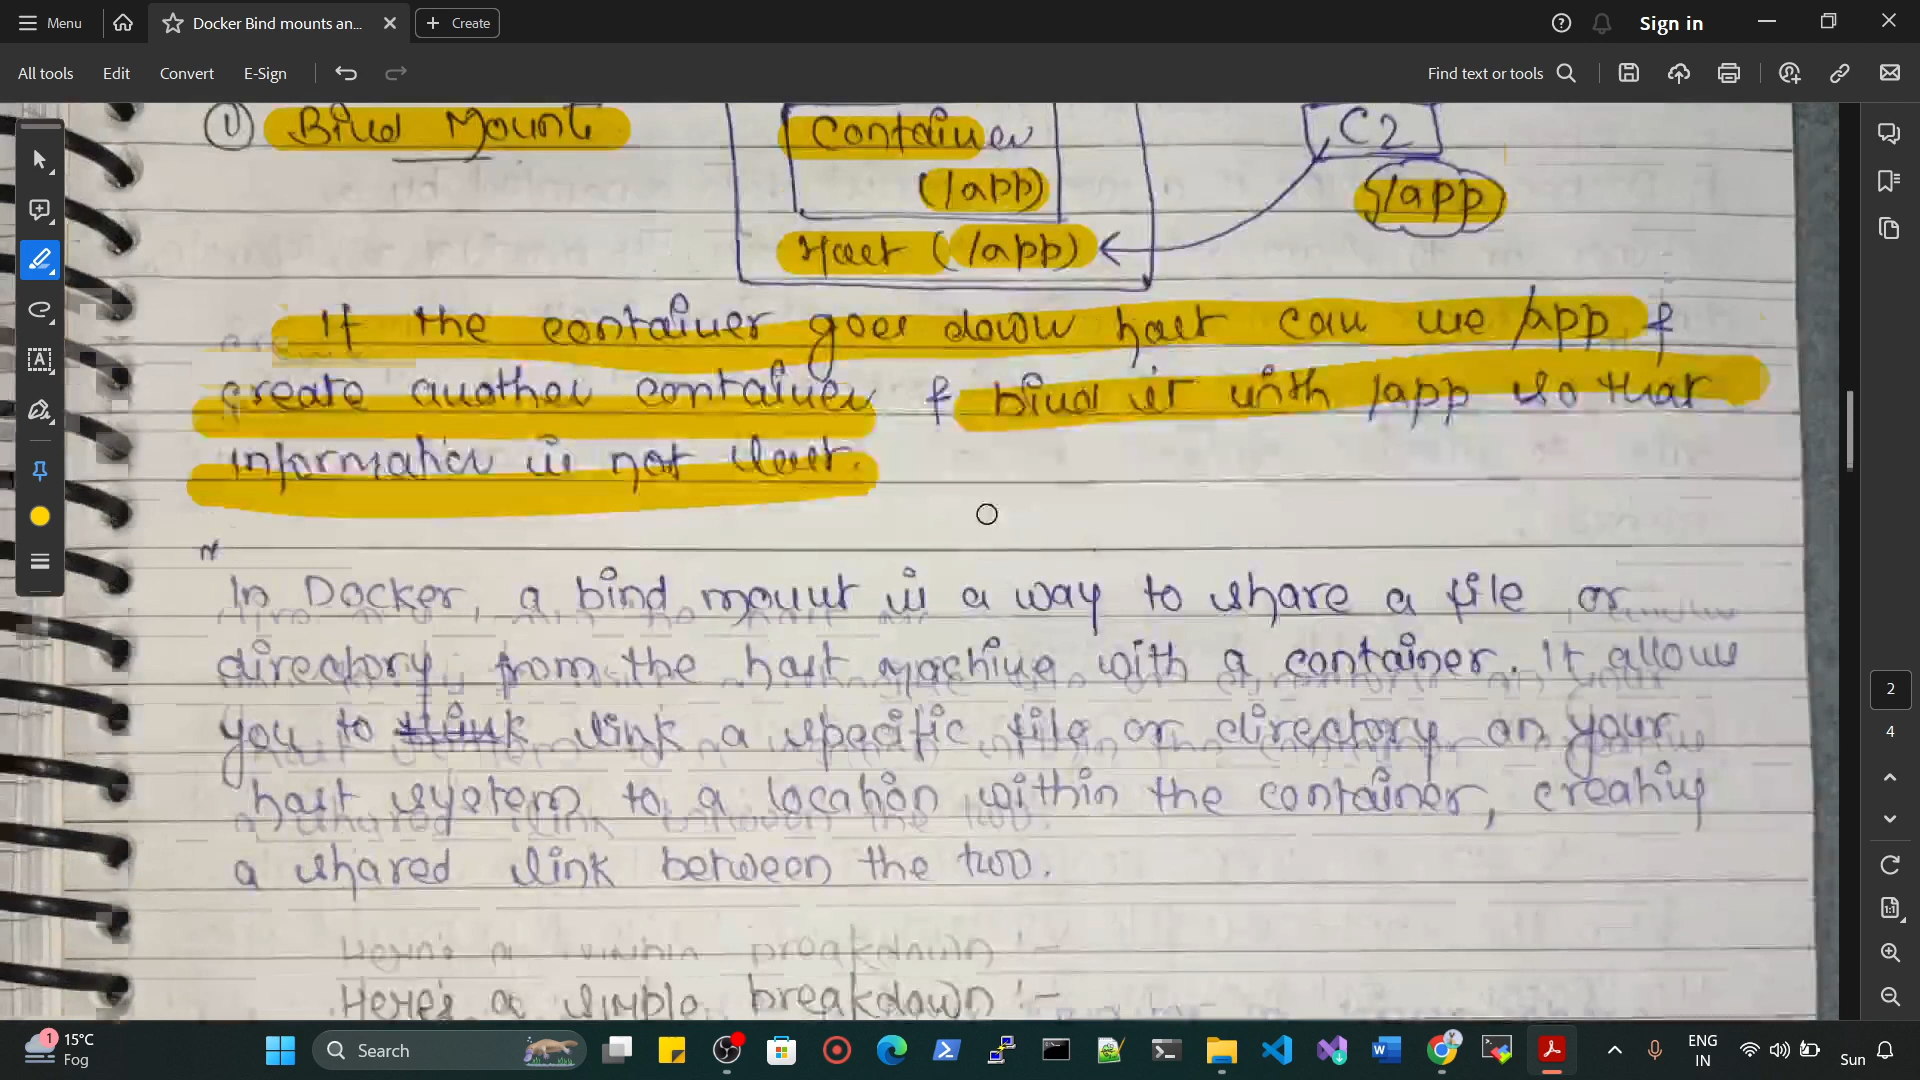 Menu
Docker Bind mounts an...
Create
Sign in
All tools
Edit
Convert
E-Sign
Find text or tools
① Bind Mount
Container
(/app)
Host (/app)
C2
/app
If the container goes down host can use /app &
create another container & bind it with /app so that
information is not lost.
In Docker, a bind mount is a way to share a file or
directory from the host machine with a container. It allows
you to link a specific file or directory on your
host system to a location within the container, creating
a shared link between the two.
Here's a simple breakdown :-
2
4
1:1
1
15°C
Fog
Search
ENG
IN
Sun